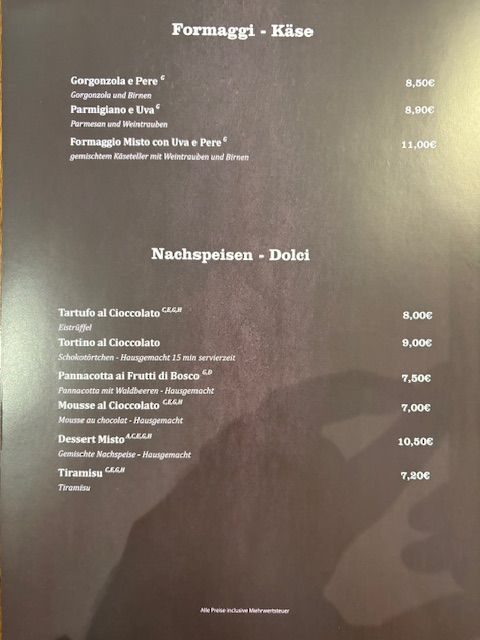 Formaggi - Käse
Gorgonzola e Pere G 8,50€
Gorgonzola und Birnen
Parmigiano e Uva G 8,90€
Parmesan und Weintrauben
Formaggio Misto con Uva e Pere G 11,00€
gemischtem Käseteller mit Weintrauben und Birnen
Nachspeisen - Dolci
Tartufo al Cioccolato C,E,G,H 8,00€
Eistrüffel
Tortino al Cioccolato 9,00€
Schokotörtchen - Hausgemacht 15 min servierzeit
Pannacotta ai Frutti di Bosco G,D 7,50€
Pannacotta mit Waldbeeren - Hausgemacht
Mousse al Cioccolato C,E,G,H 7,00€
Mousse au chocolat - Hausgemacht
Dessert Misto A,C,E,G,H 10,50€
Gemischte Nachspeise - Hausgemacht
Tiramisu C,E,G,H 7,20€
Tiramisu
Alle Preise inclusive Mehrwertsteuer